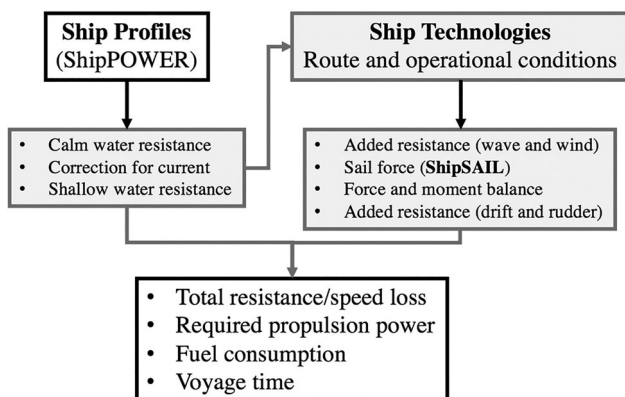 Ship Profiles
(ShipPOWER)
Ship Technologies
Route and operational conditions
• Calm water resistance
• Correction for current
• Shallow water resistance
• Added resistance (wave and wind)
• Sail force (ShipSAIL)
• Force and moment balance
• Added resistance (drift and rudder)
• Total resistance/speed loss
• Required propulsion power
• Fuel consumption
• Voyage time